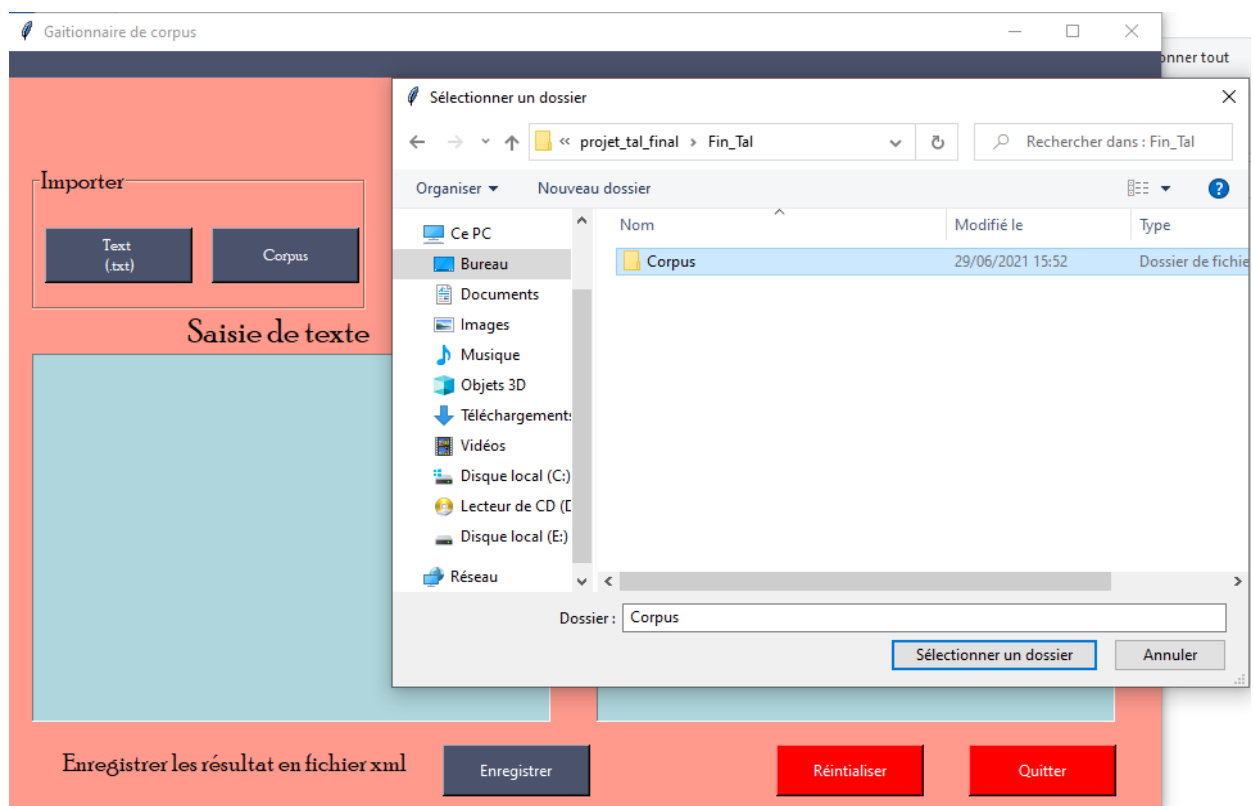 Gaitionnaire de corpus
onner tout
Sélectionner un dossier
« projet_tal_final › Fin_Tal
Rechercher dans : Fin_Tal
Organiser
Nouveau dossier
Importer
Text
(.txt)
Corpus
Saisie de texte
Ce PC
Bureau
Documents
Images
Musique
Objets 3D
Téléchargements
Vidéos
Disque local (C:)
Lecteur de CD (D
Disque local (E:)
Réseau
Nom
Modifié le
Type
Corpus
29/06/2021 15:52
Dossier de fichie
Dossier :
Corpus
Sélectionner un dossier
Annuler
Enregistrer les résultat en fichier xml
Enregistrer
Réintialiser
Quitter